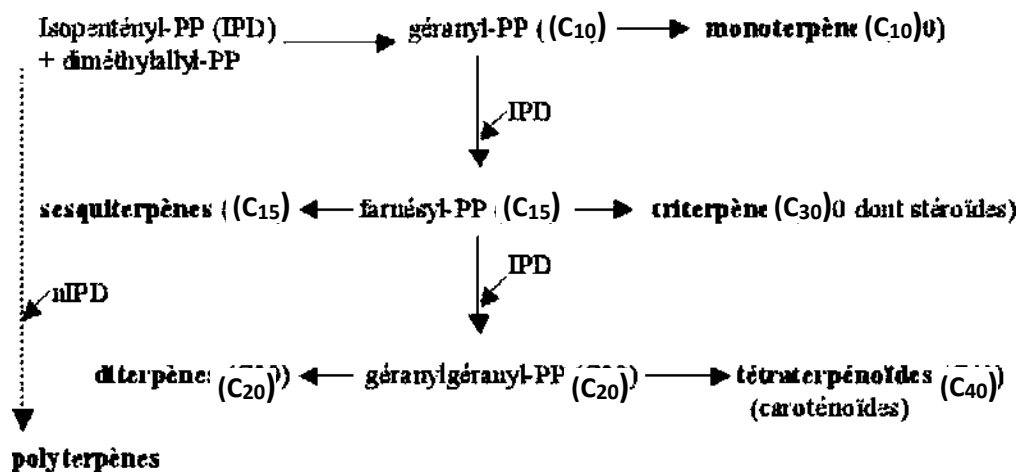 Isopentényl-PP (IPD) géranyl-PP ((C10) monoterpène (C10)0)
+ diméthylallyl-PP
IPD
sesquiterpènes ((C15) farnésyl-PP ((C15) triterpène (C30)0 dont stéroïdes)
nIPD IPD
diterpènes (C20) géranylgéranyl-PP (C20) tétraterpénoïdes (C40)
(caroténoïdes)
polyterpènes